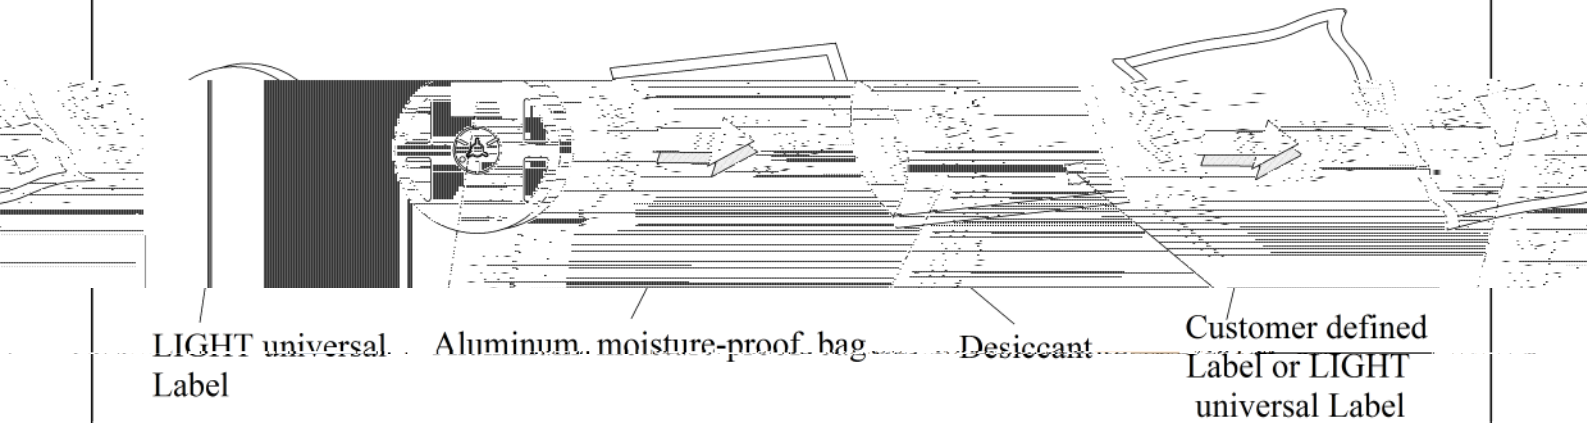 LIGHT universal
Label
Aluminum moisture-proof bag
Desiccant
Customer defined
Label or LIGHT
universal Label